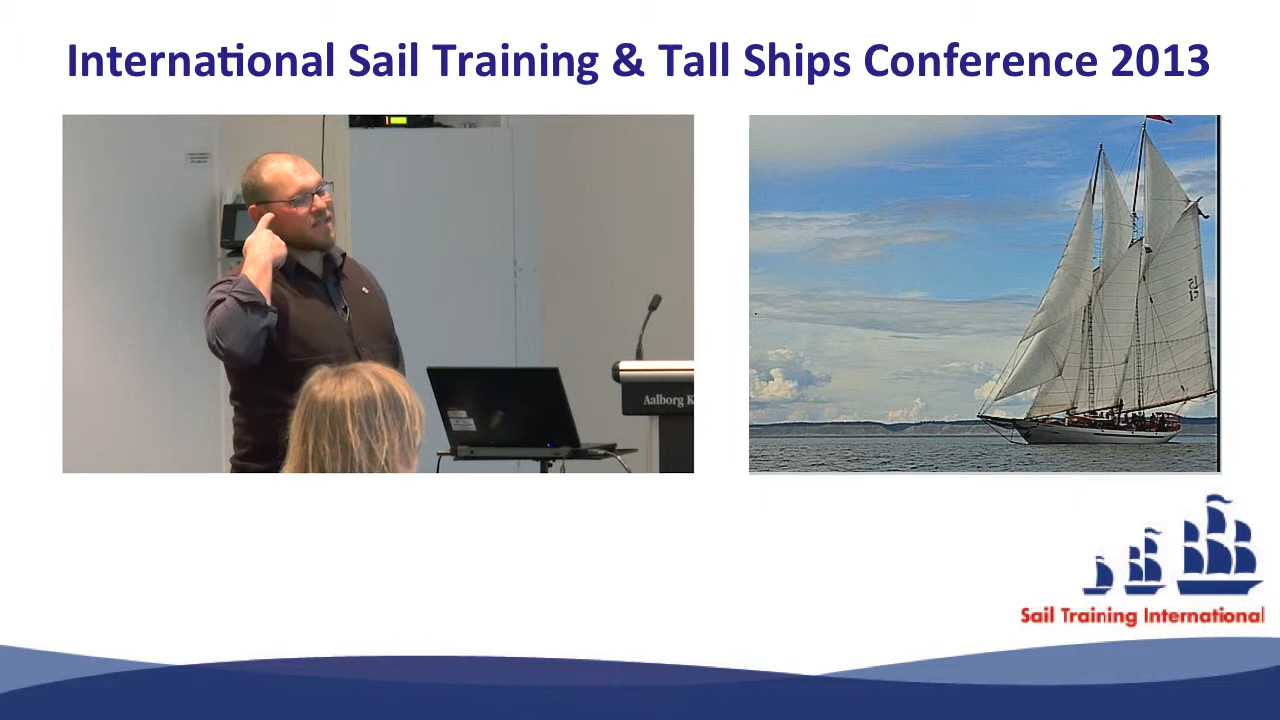 International Sail Training & Tall Ships Conference 2013
Aalborg K
Sail Training International